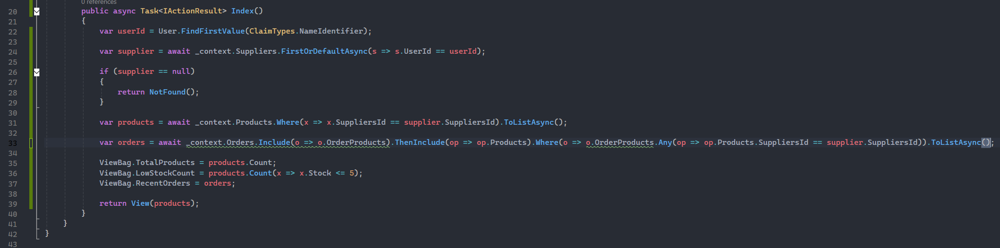 0 references
20 public async Task<IActionResult> Index()
21 {
22 var userId = User.FindFirstValue(ClaimTypes.NameIdentifier);
23
24 var supplier = await _context.Suppliers.FirstOrDefaultAsync(s => s.UserId == userId);
25
26 if (supplier == null)
27 {
28 return NotFound();
29 }
30
31 var products = await _context.Products.Where(x => x.SuppliersId == supplier.SuppliersId).ToListAsync();
32
33 var orders = await _context.Orders.Include(o => o.OrderProducts).ThenInclude(op => op.Products).Where(o => o.OrderProducts.Any(op => op.Products.SuppliersId == supplier.SuppliersId)).ToListAsync();
34
35 ViewBag.TotalProducts = products.Count;
36 ViewBag.LowStockCount = products.Count(x => x.Stock <= 5);
37 ViewBag.RecentOrders = orders;
38
39 return View(products);
40 }
41 }
42 }
43